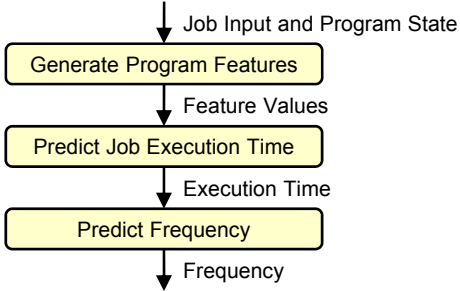 Job Input and Program State
Generate Program Features
Feature Values
Predict Job Execution Time
Execution Time
Predict Frequency
Frequency